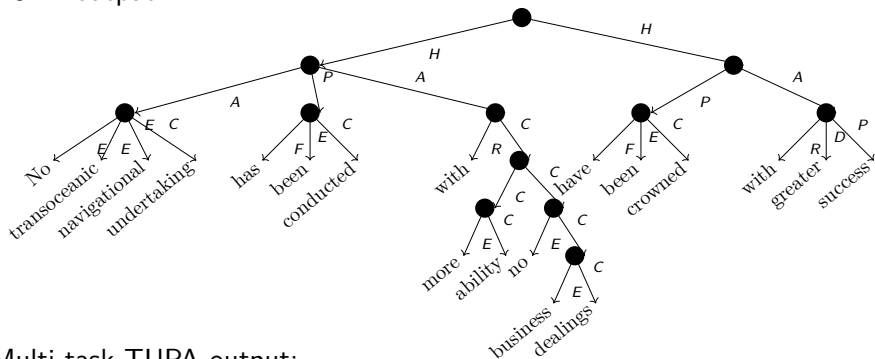 H
H
P A A
A P
E C E C E C D P
E E F R F R
No transoceanic navigational undertaking has been conducted with have been crowned with greater success
C
C
C C
E E
more ability no
C
E
business dealings
Multi-task TUPA output: